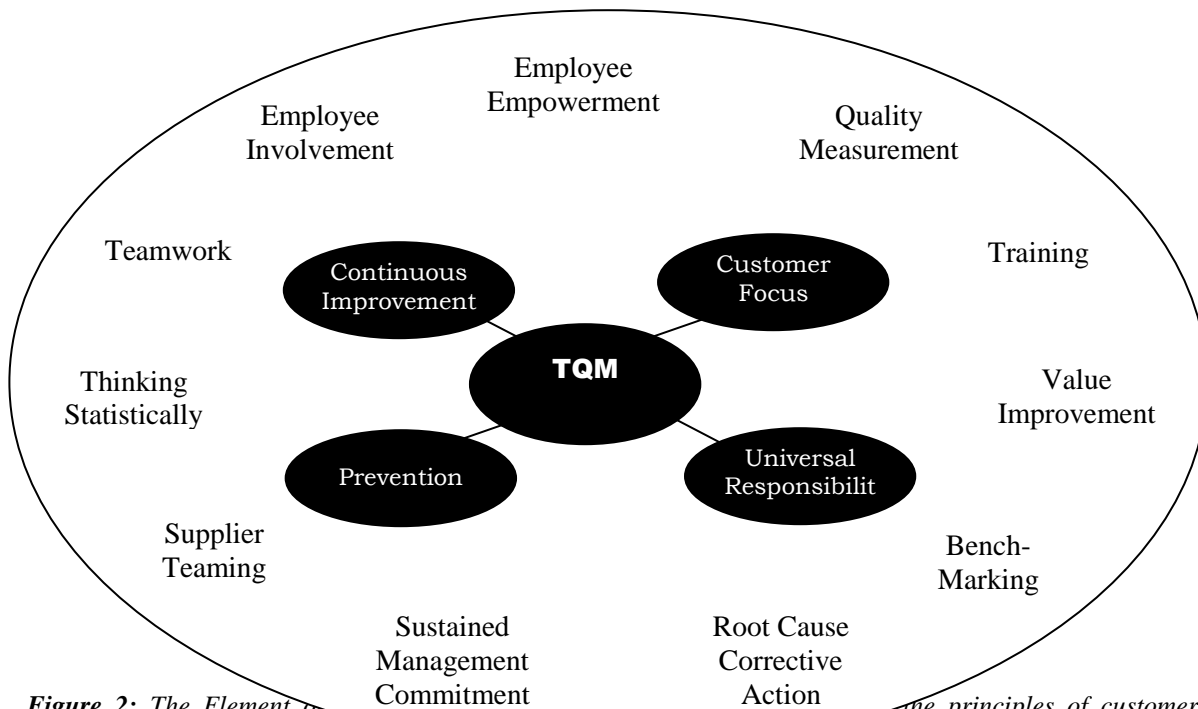 Employee
Empowerment
Employee
Involvement
Quality
Measurement
Teamwork
Training
Continuous
Improvement
Customer
Focus
TQM
Thinking
Statistically
Value
Improvement
Prevention
Universal
Responsibilit
Supplier
Teaming
Bench-
Marking
Sustained
Management
Commitment
Root Cause
Corrective
Action
Figure 2: The Element principles of customer